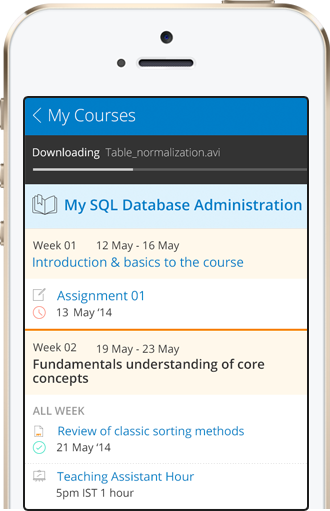 My Courses
Downloading Table_normalization.avi
My SQL Database Administration
Week 01 12 May - 16 May
Introduction & basics to the course
Assignment 01
13 May '14
Week 02 19 May - 23 May
Fundamentals understanding of core
concepts
ALL WEEK
Review of classic sorting methods
21 May '14
Teaching Assistant Hour
5pm IST 1 hour